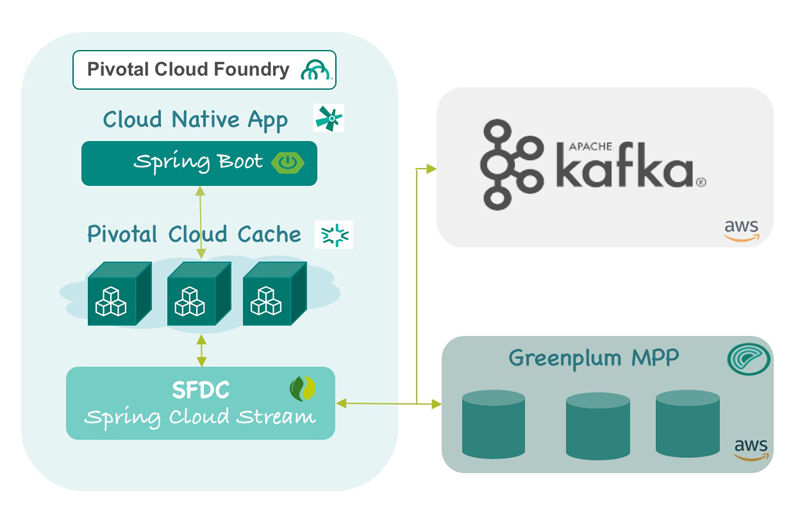 Pivotal Cloud Foundry
Cloud Native App
Spring Boot
Pivotal Cloud Cache
SFDC
Spring Cloud Stream
APACHE
kafka®
aws
Greenplum MPP
aws